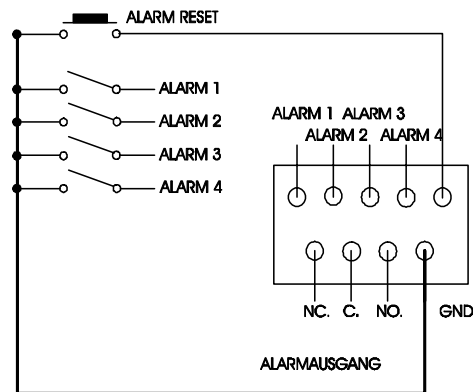 ALARM RESET
ALARM 1
ALARM 2
ALARM 3
ALARM 4
ALARM 1 ALARM 3
ALARM 2 ALARM 4
NC. C. NO. GND
ALARMAUSGANG